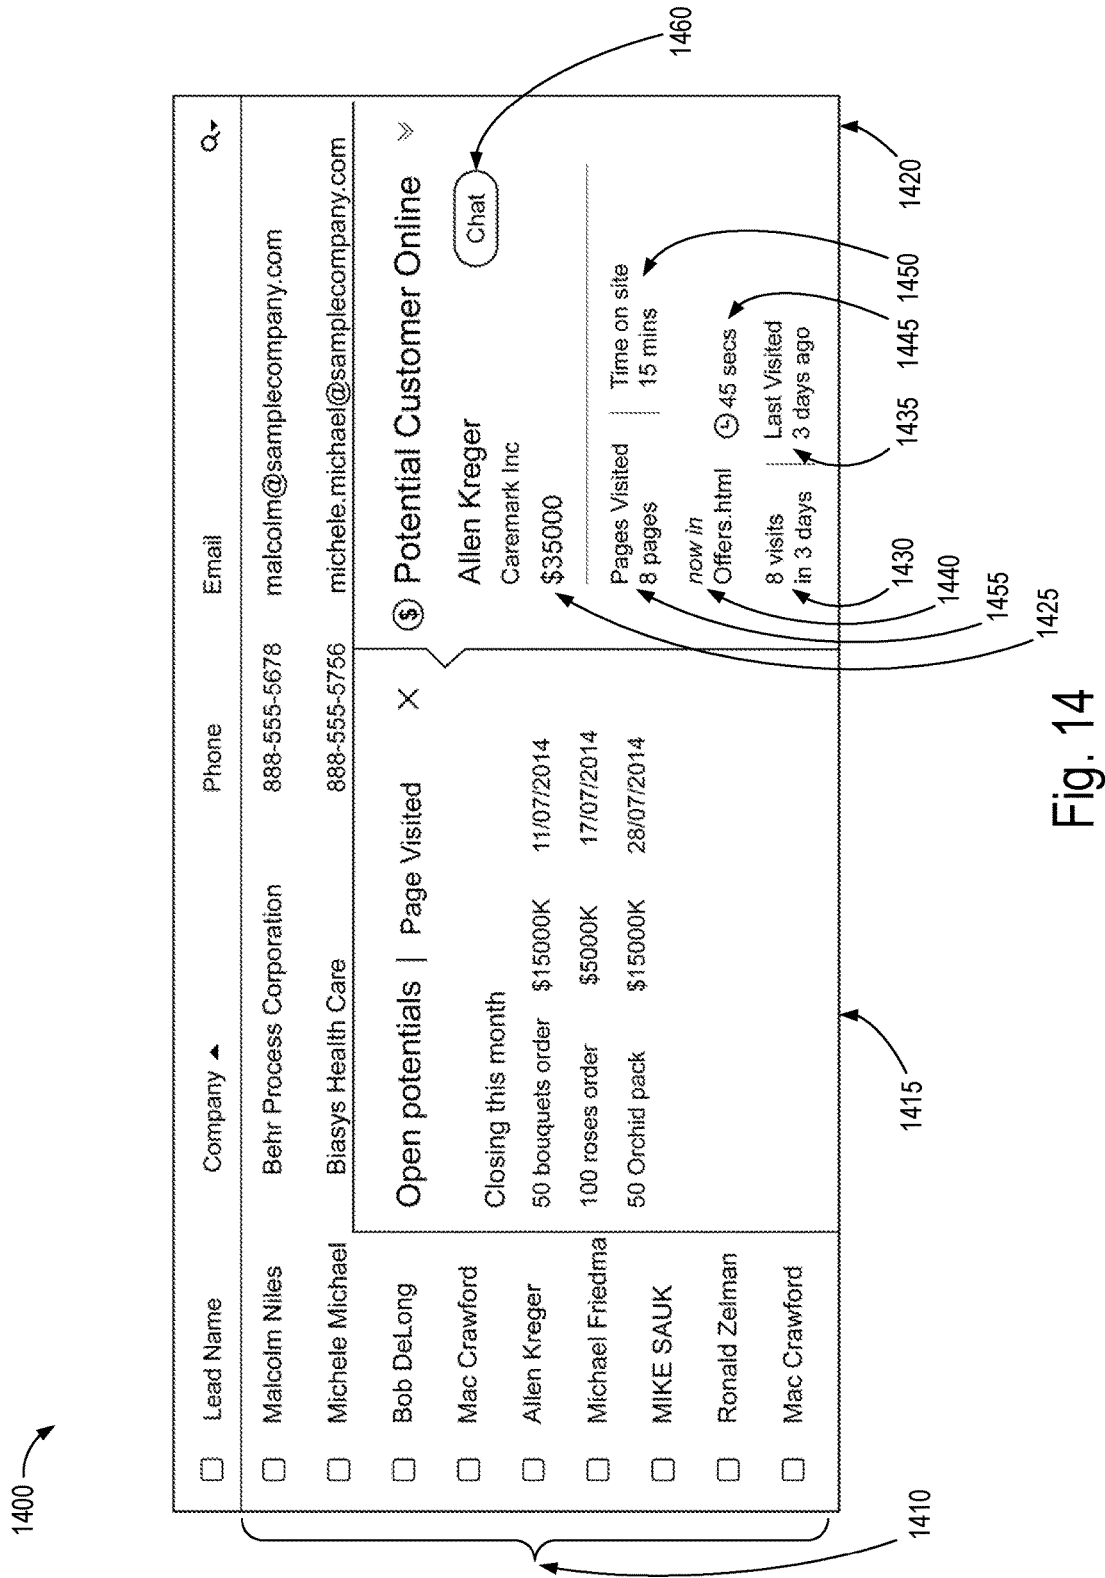 1400
Lead Name Company Phone Email
Malcolm Niles Behr Process Corporation 888-555-5678 malcolm@samplecompany.com
Michele Michael Biasys Health Care 888-555-5756 michele.michael@samplecompany.com
Bob DeLong
Mac Crawford
Allen Kreger
Michael Friedma
MIKE SAUK
Ronald Zelman
Mac Crawford
Open potentials | Page Visited X
Closing this month
50 bouquets order $15000K 11/07/2014
100 roses order $5000K 17/07/2014
50 Orchid pack $15000K 28/07/2014
$ Potential Customer Online
Allen Kreger
Chat
Caremark Inc
$35000
Pages Visited Time on site
8 pages 15 mins
now in
Offers.html 45 secs
8 visits Last Visited
in 3 days 3 days ago
1410
1415
1430
1435
1445
1450
1420
1440
1455
1425
1460
Fig. 14